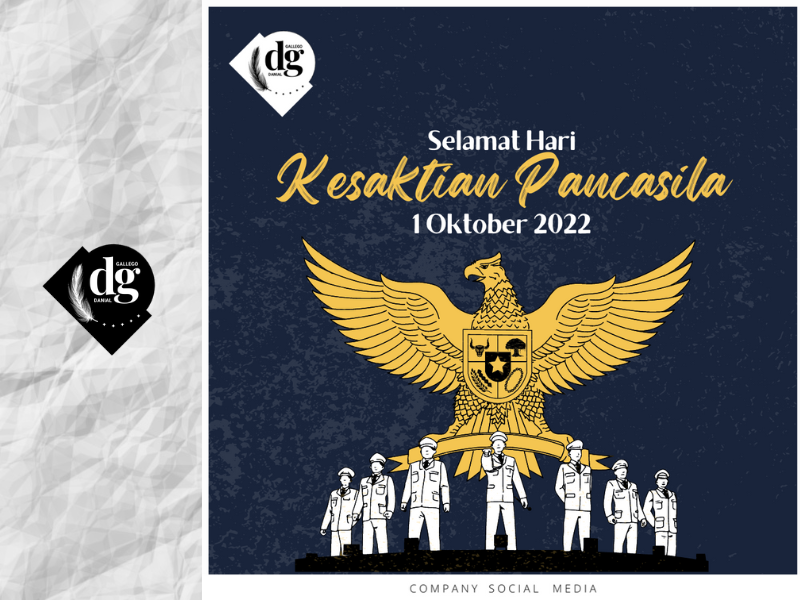 GALLEGO
dg
DANIAL
GALLEGO
dg
DANIAL
Selamat Hari
Kesaktian Pancasila
1 Oktober 2022
COMPANY SOCIAL MEDIA